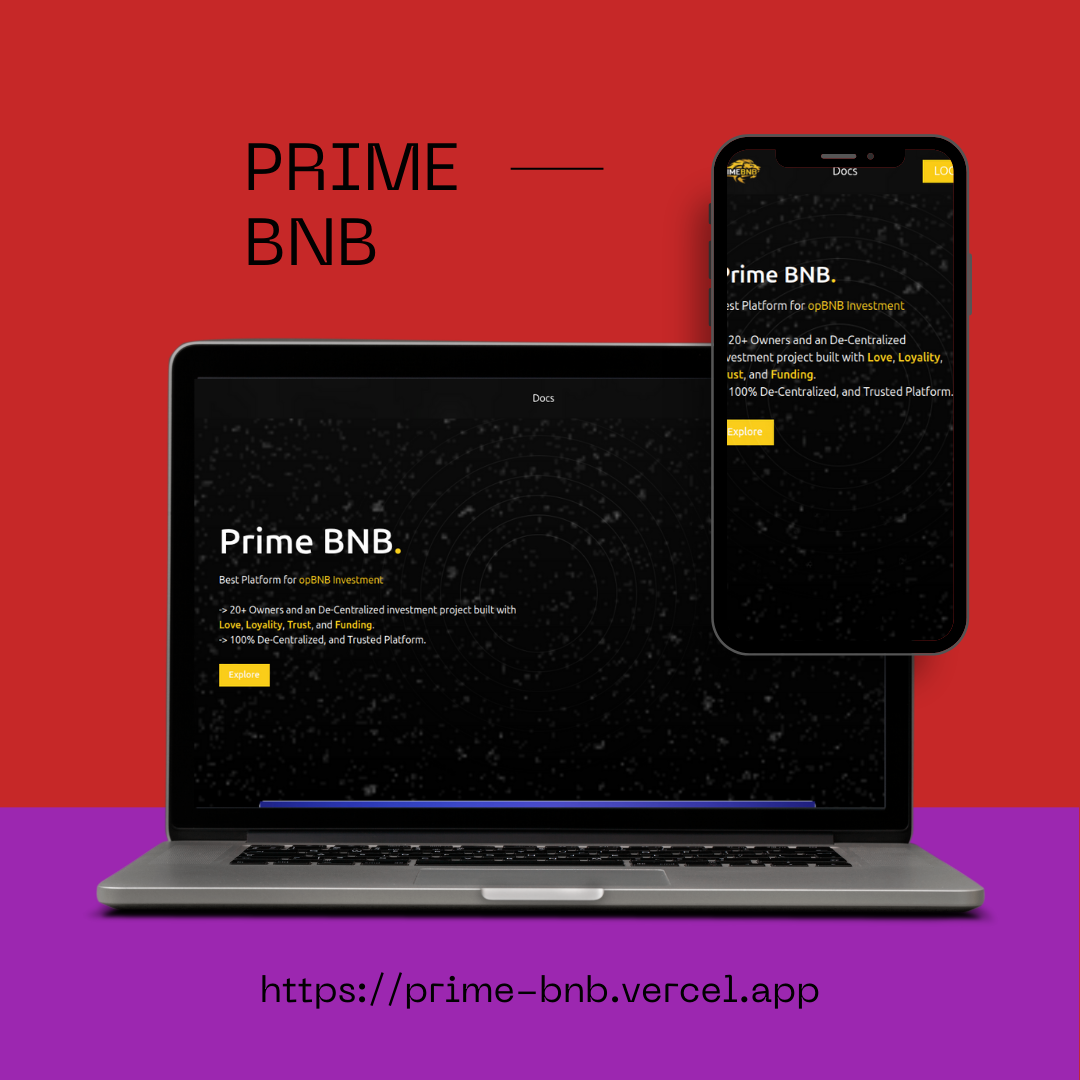 PRIME
BNB
Docs
Prime BNB.
Best Platform for opBNB Investment
-> 20+ Owners and an De-Centralized investment project built with
Love, Loyality, Trust, and Funding.
-> 100% De-Centralized, and Trusted Platform.
Explore
IMEBNB
Docs
LOG
Prime BNB.
est Platform for opBNB Investment
20+ Owners and an De-Centralized
vestment project built with Love, Loyality,
ust, and Funding.
100% De-Centralized, and Trusted Platform.
Explore
https://prime-bnb.vercel.app